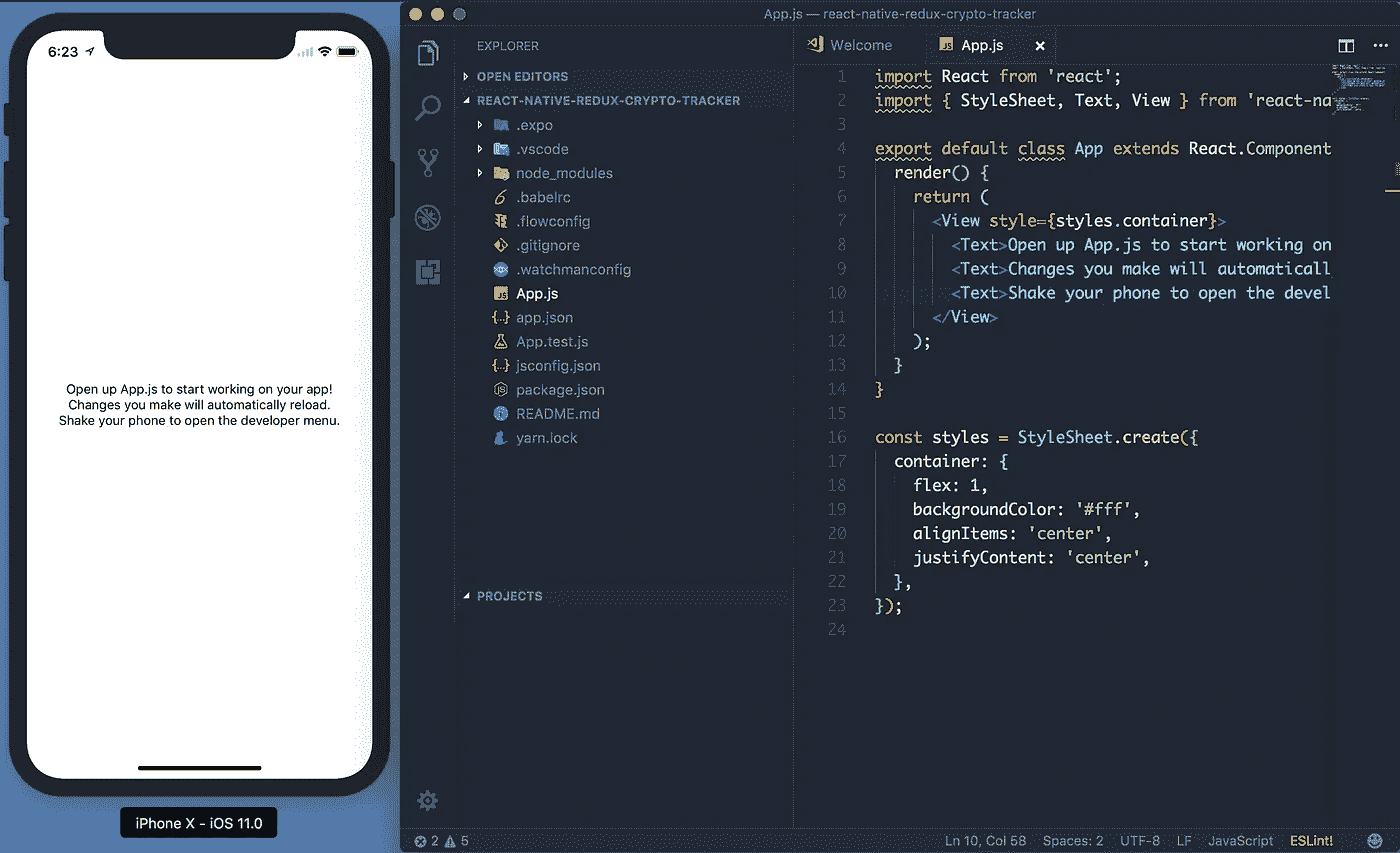 6:23
Open up App.js to start working on your app!
Changes you make will automatically reload.
Shake your phone to open the developer menu.
iPhone X - iOS 11.0
App.js — react-native-redux-crypto-tracker
EXPLORER
OPEN EDITORS
REACT-NATIVE-REDUX-CRYPTO-TRACKER
.expo
.vscode
node_modules
.babelrc
.flowconfig
.gitignore
.watchmanconfig
App.js
app.json
App.test.js
jsconfig.json
package.json
README.md
yarn.lock
PROJECTS
Welcome
JS App.js
1 import React from 'react';
2 import { StyleSheet, Text, View } from 'react-na
3
4 export default class App extends React.Component
5 render() {
6 return (
7 <View style={styles.container}>
8 <Text>Open up App.js to start working on
9 <Text>Changes you make will automaticall
10 <Text>Shake your phone to open the devel
11 </View>
12 );
13 }
14 }
15
16 const styles = StyleSheet.create({
17 container: {
18 flex: 1,
19 backgroundColor: '#fff',
20 alignItems: 'center',
21 justifyContent: 'center',
22 },
23 });
24
2 5
Ln 10, Col 58 Spaces: 2 UTF-8 LF JavaScript ESLint!